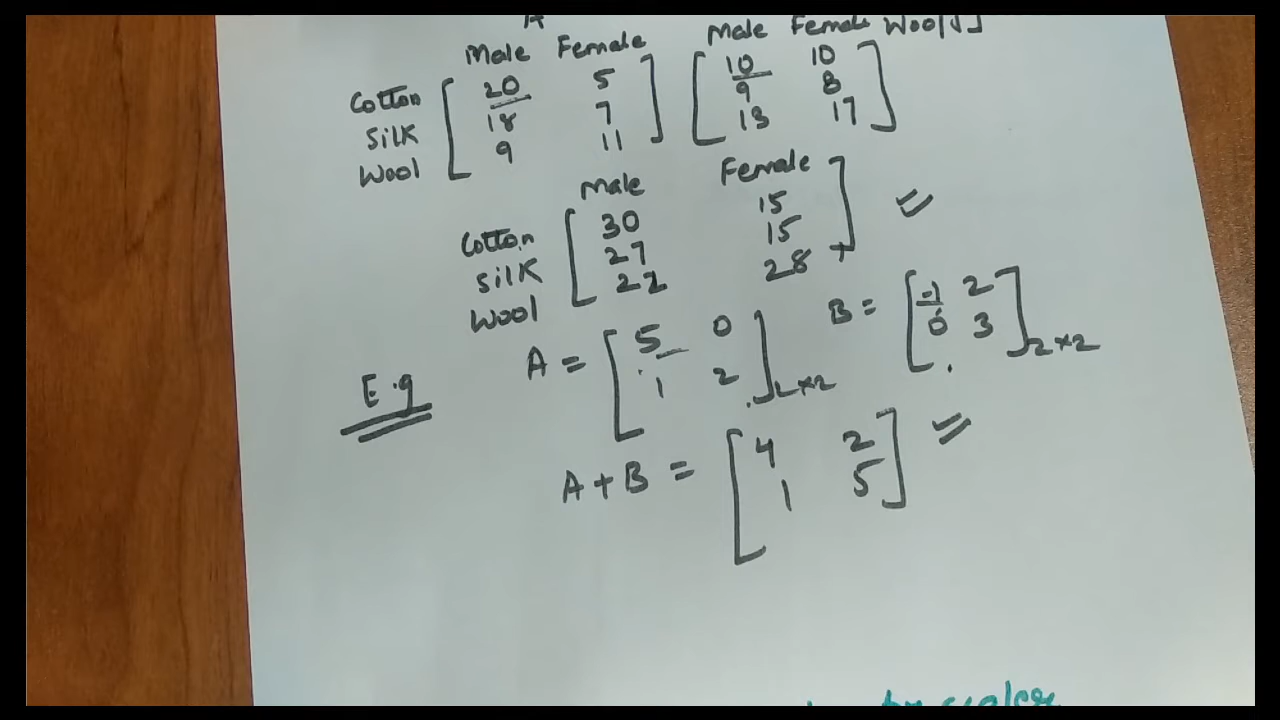 A
Male Female Male Female Wool
Cotton [ 20 5 ] [ 10 10 ]
Silk 18 7 9 8
Wool 9 11 13 17
Male Female
Cotton [ 30 15 ]
Silk 27 15
Wool 22 28
E.g A = [ 5 0 ] 2×2 B = [ -1 2 ] 2×2
1 2 0 3
A + B = [ 4 2 ]
1 5
by scalar